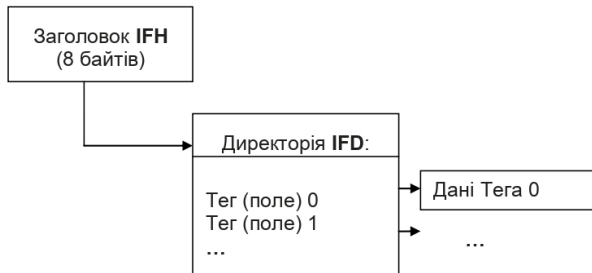 Заголовок IFH
(8 байтів)
Директорія IFD:
Тег (поле) 0
Дані Тега 0
Тег (поле) 1
...
...